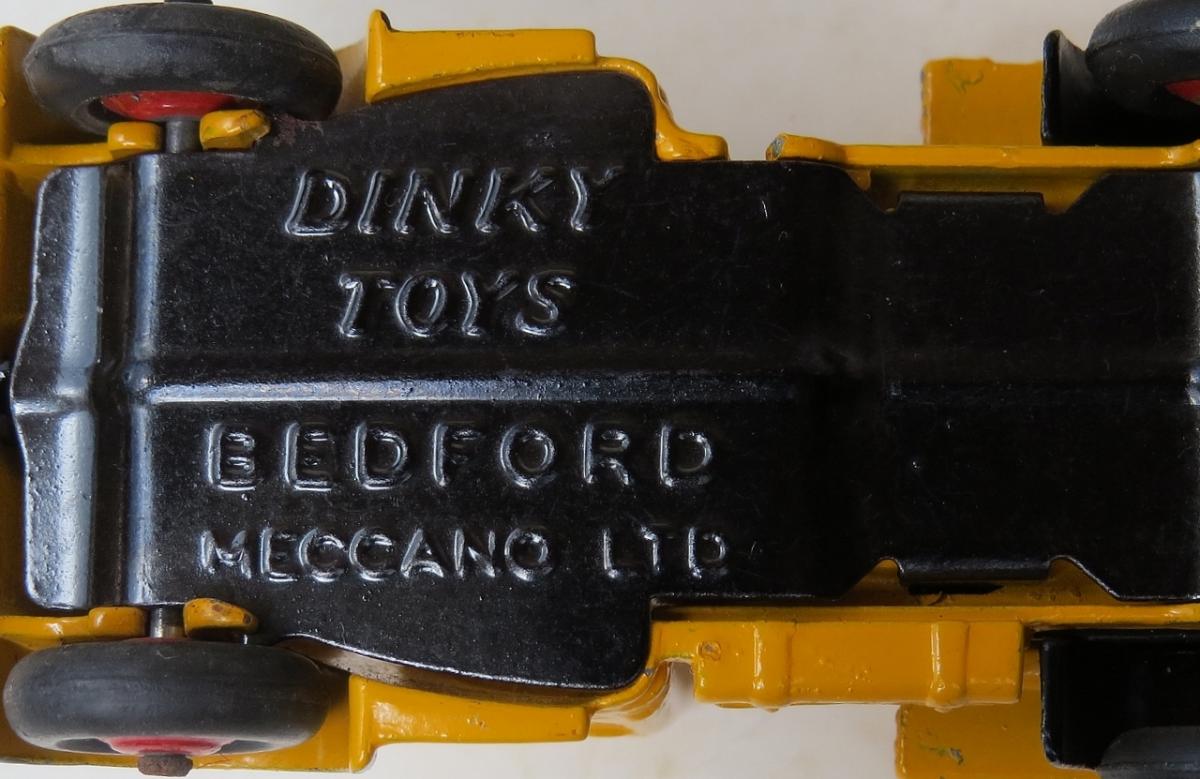 DINKY
TOYS
BEDFORD
MECCANO LTD